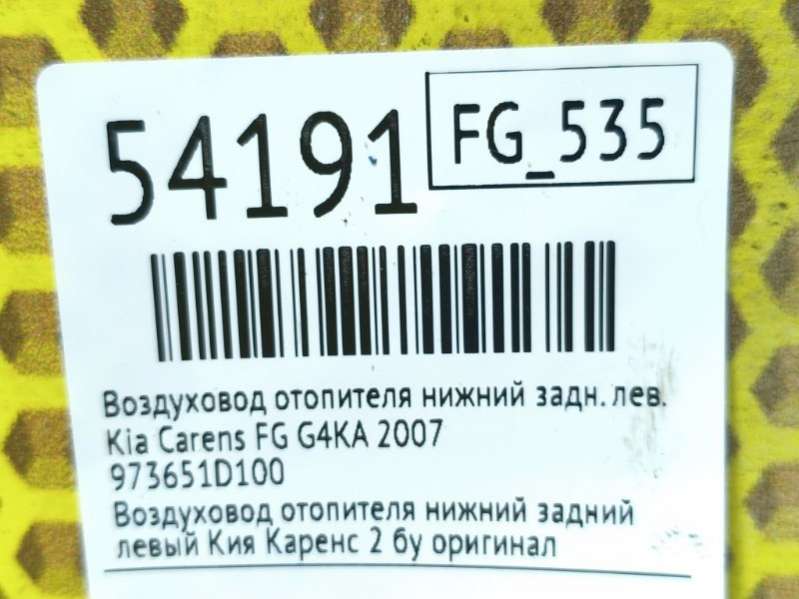 54191
FG_535
Воздуховод отопителя нижний задн. лев.
Kia Carens FG G4KA 2007
973651D100
Воздуховод отопителя нижний задний
левый Кия Каренс 2 бу оригинал